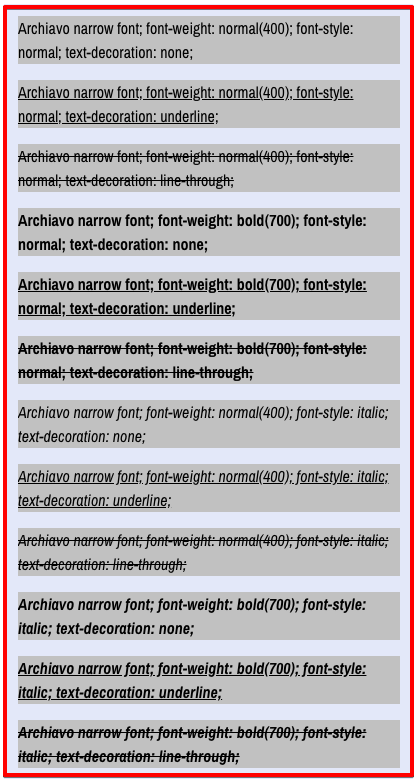 Archiavo narrow font; font-weight: normal(400); font-style:
normal; text-decoration: none;
Archiavo narrow font; font-weight: normal(400); font-style:
normal; text-decoration: underline;
Archiavo narrow font; font-weight: normal(400); font-style:
normal; text-decoration: line-through;
Archiavo narrow font; font-weight: bold(700); font-style:
normal; text-decoration: none;
Archiavo narrow font; font-weight: bold(700); font-style:
normal; text-decoration: underline;
Archiavo narrow font; font-weight: bold(700); font-style:
normal; text-decoration: line-through;
Archiavo narrow font; font-weight: normal(400); font-style: italic;
text-decoration: none;
Archiavo narrow font; font-weight: normal(400); font-style: italic;
text-decoration: underline;
Archiavo narrow font; font-weight: normal(400); font-style: italic;
text-decoration: line-through;
Archiavo narrow font; font-weight: bold(700); font-style:
italic; text-decoration: none;
Archiavo narrow font; font-weight: bold(700); font-style:
italic; text-decoration: underline;
Archiavo narrow font; font-weight: bold(700); font-style:
italic; text-decoration: line-through;